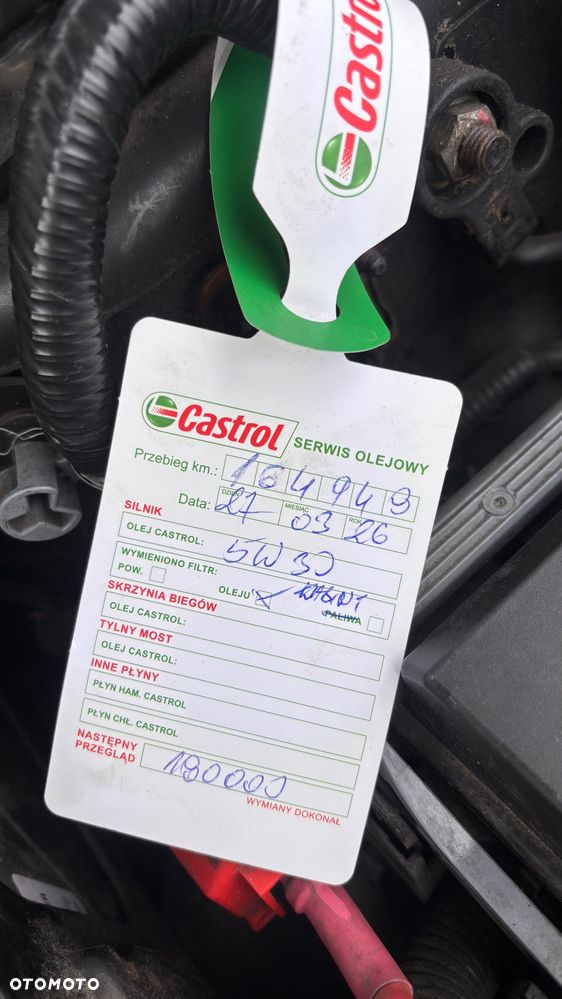 Castrol
Castrol SERWIS OLEJOWY
Przebieg km.: 164949
Data: DZIEŃ 27 MIESIĄC 03 ROK 26
SILNIK
OLEJ CASTROL: 5W30
WYMIENIONO FILTR:
POW. OLEJU X PALIWA
SKRZYNIA BIEGÓW
OLEJ CASTROL:
TYLNY MOST
OLEJ CASTROL:
INNE PŁYNY
PŁYN HAM. CASTROL
PŁYN CHŁ. CASTROL
NASTĘPNY
PRZEGLĄD 180000
WYMIANY DOKONAŁ
OTOMOTO